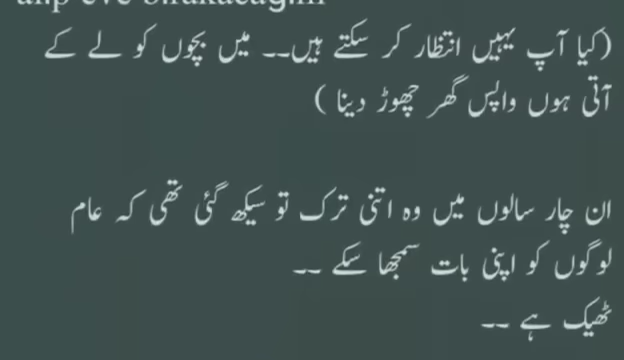 (کیا آپ یہیں انتظار کر سکتے ہیں۔۔ میں بچوں کو لے کے
آتی ہوں واپس گھر چھوڑ دینا )
ان چار سالوں میں وہ اتنی ترک تو سیکھ گئی تھی کہ عام
لوگوں کو اپنی بات سمجھا سکے ۔۔
ٹھیک ہے ۔۔